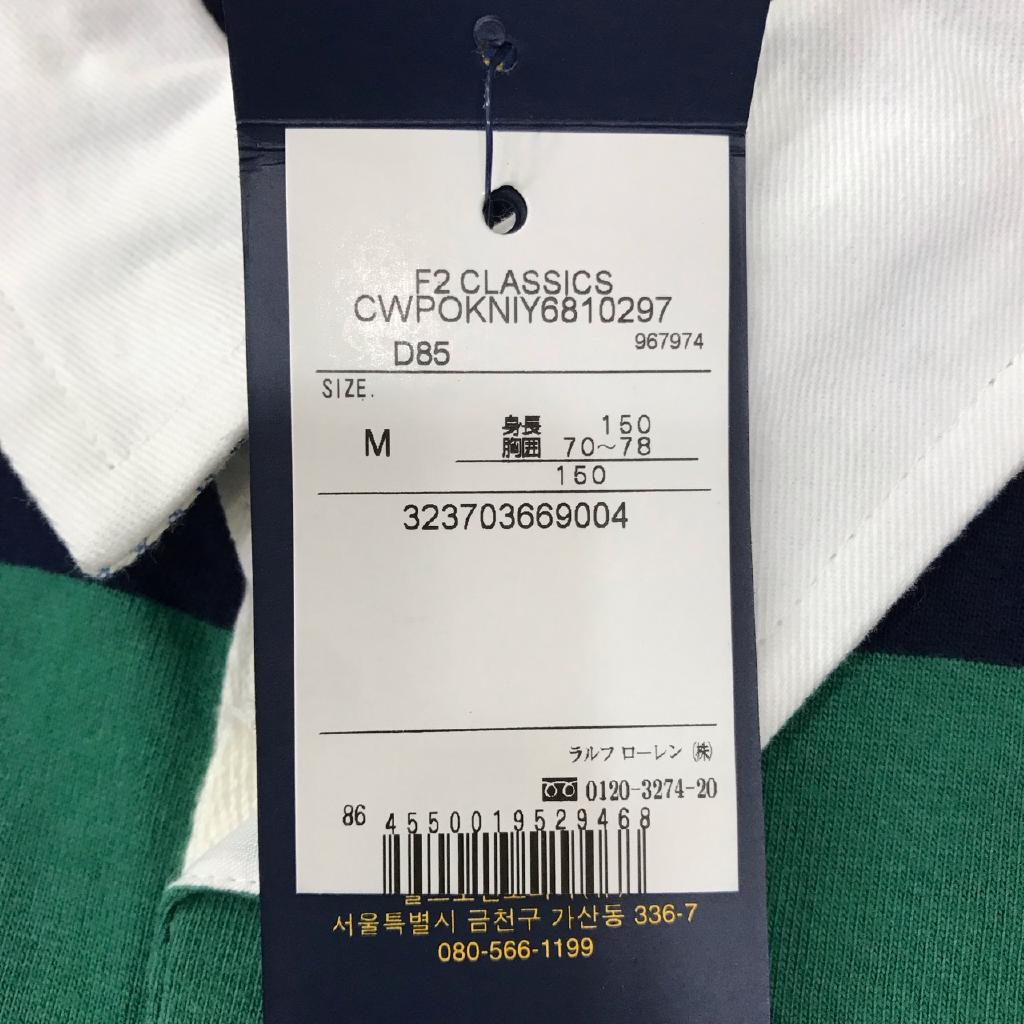 F2 CLASSICS
CWPOKNIY6810297
D85 967974
SIZE.
M 身長 150
胸囲 70~78
150
323703669004
ラルフ ローレン ㈱
0120-3274-20
86 4550019529468
서울특별시 금천구 가산동 336-7
080-566-1199